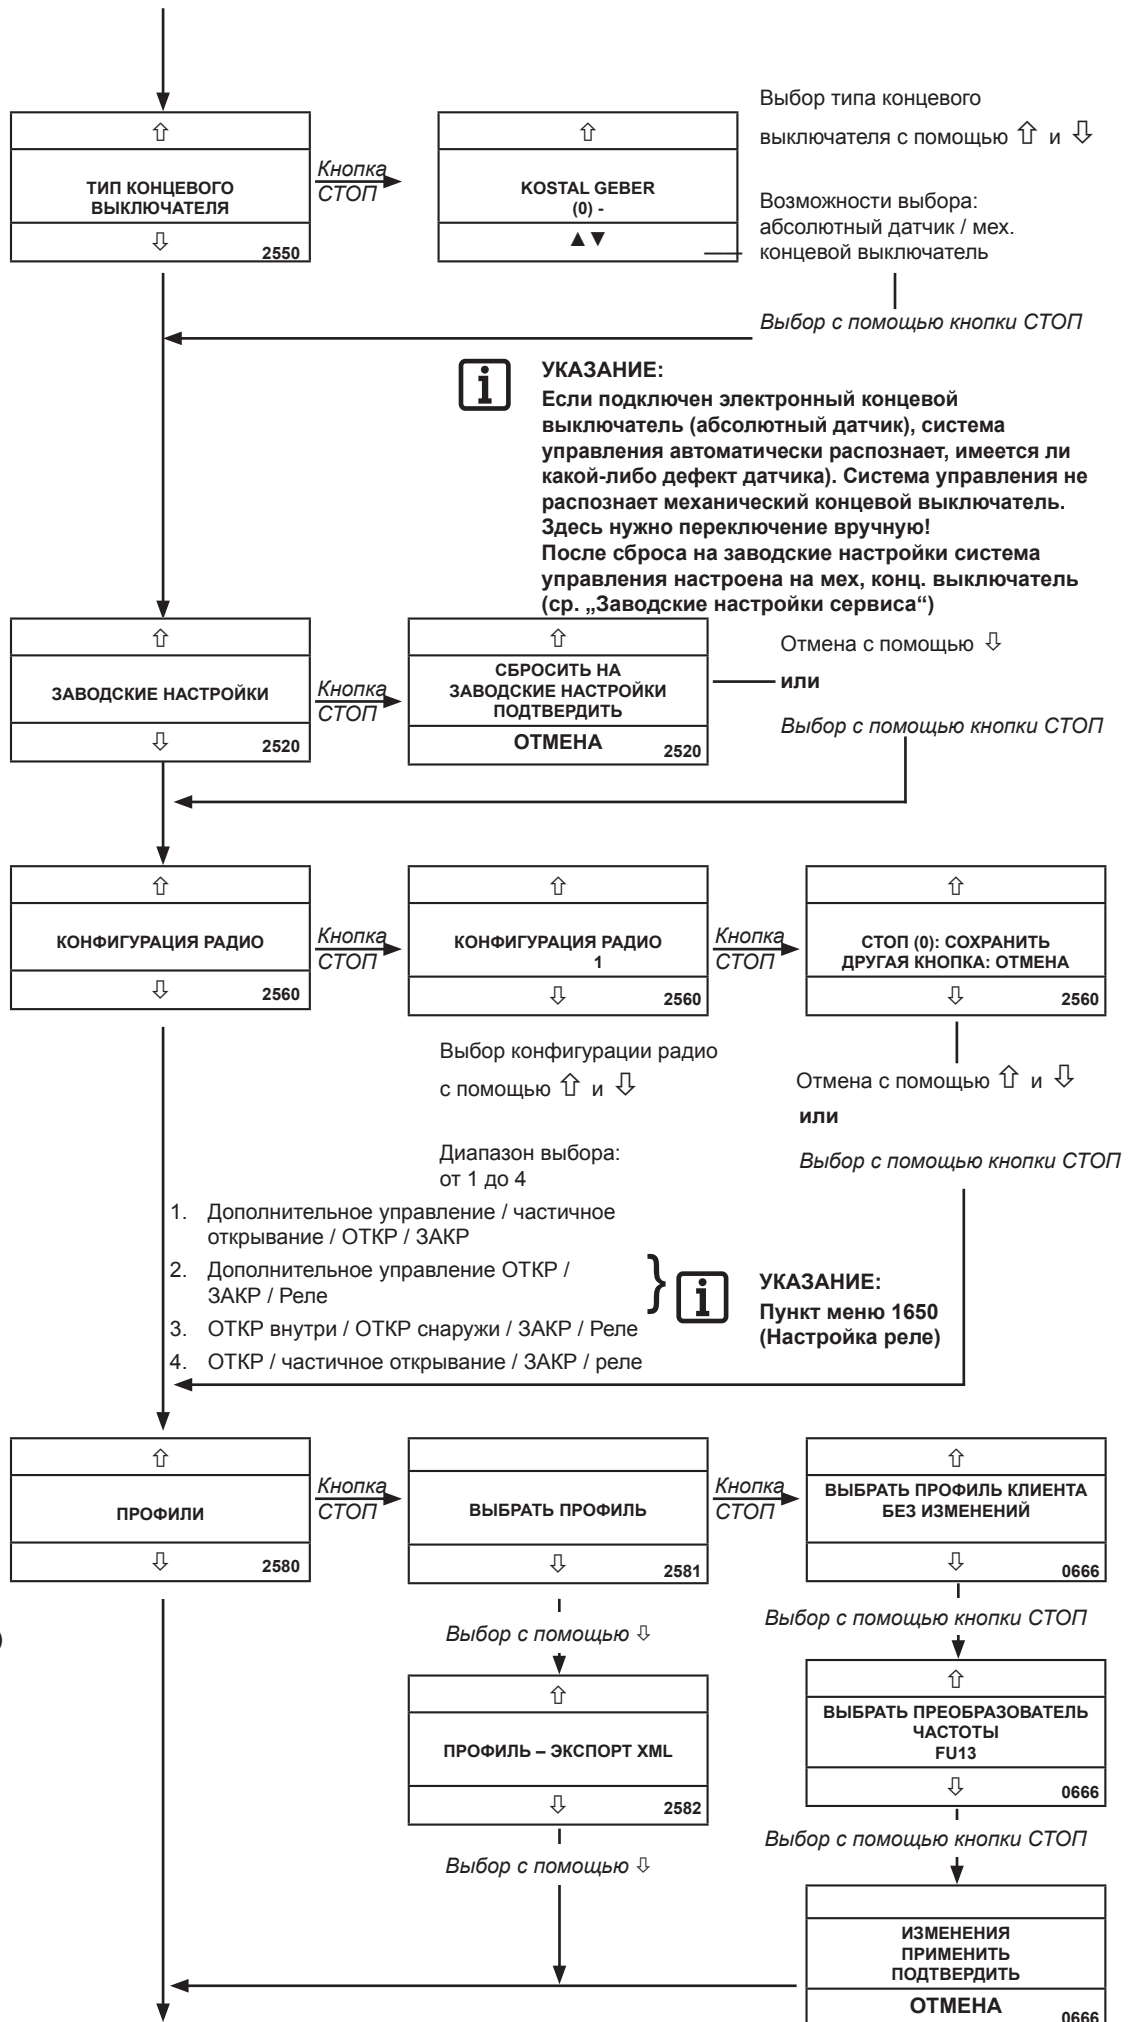 ⇧
ТИП КОНЦЕВОГО
ВЫКЛЮЧАТЕЛЯ
⇩
2550
Кнопка
СТОП
⇧
KOSTAL GEBER
(0) -
▲▼
Выбор типа концевого
выключателя с помощью ⇧ и ⇩
Возможности выбора:
абсолютный датчик / мех.
концевой выключатель
Выбор с помощью кнопки СТОП
i
УКАЗАНИЕ:
Если подключен электронный концевой
выключатель (абсолютный датчик), система
управления автоматически распознает, имеется ли
какой-либо дефект датчика). Система управления не
распознает механический концевой выключатель.
Здесь нужно переключение вручную!
После сброса на заводские настройки система
управления настроена на мех, конц. выключатель
(ср. „Заводские настройки сервиса“)
⇧
ЗАВОДСКИЕ НАСТРОЙКИ
⇩
2520
Кнопка
СТОП
⇧
СБРОСИТЬ НА
ЗАВОДСКИЕ НАСТРОЙКИ
ПОДТВЕРДИТЬ
ОТМЕНА
2520
Отмена с помощью ⇩
или
Выбор с помощью кнопки СТОП
⇧
КОНФИГУРАЦИЯ РАДИО
⇩
2560
Кнопка
СТОП
⇧
КОНФИГУРАЦИЯ РАДИО
1
⇩
2560
Кнопка
СТОП
⇧
СТОП (0): СОХРАНИТЬ
ДРУГАЯ КНОПКА: ОТМЕНА
⇩
2560
Выбор конфигурации радио
с помощью ⇧ и ⇩
Диапазон выбора:
от 1 до 4
Отмена с помощью ⇧ и ⇩
или
Выбор с помощью кнопки СТОП
1. Дополнительное управление / частичное
открывание / ОТКР / ЗАКР
2. Дополнительное управление ОТКР /
ЗАКР / Реле
3. ОТКР внутри / ОТКР снаружи / ЗАКР / Реле
4. ОТКР / частичное открывание / ЗАКР / реле
}
i
УКАЗАНИЕ:
Пункт меню 1650
(Настройка реле)
⇧
ПРОФИЛИ
⇩
2580
Кнопка
СТОП
ВЫБРАТЬ ПРОФИЛЬ
⇩
2581
Кнопка
СТОП
⇧
ВЫБРАТЬ ПРОФИЛЬ КЛИЕНТА
БЕЗ ИЗМЕНЕНИЙ
⇩
0666
Выбор с помощью ⇩
⇧
ПРОФИЛЬ – ЭКСПОРТ XML
⇩
2582
Выбор с помощью ⇩
Выбор с помощью кнопки СТОП
⇧
ВЫБРАТЬ ПРЕОБРАЗОВАТЕЛЬ
ЧАСТОТЫ
FU13
⇩
0666
Выбор с помощью кнопки СТОП
ИЗМЕНЕНИЯ
ПРИМЕНИТЬ
ПОДТВЕРДИТЬ
ОТМЕНА
0666